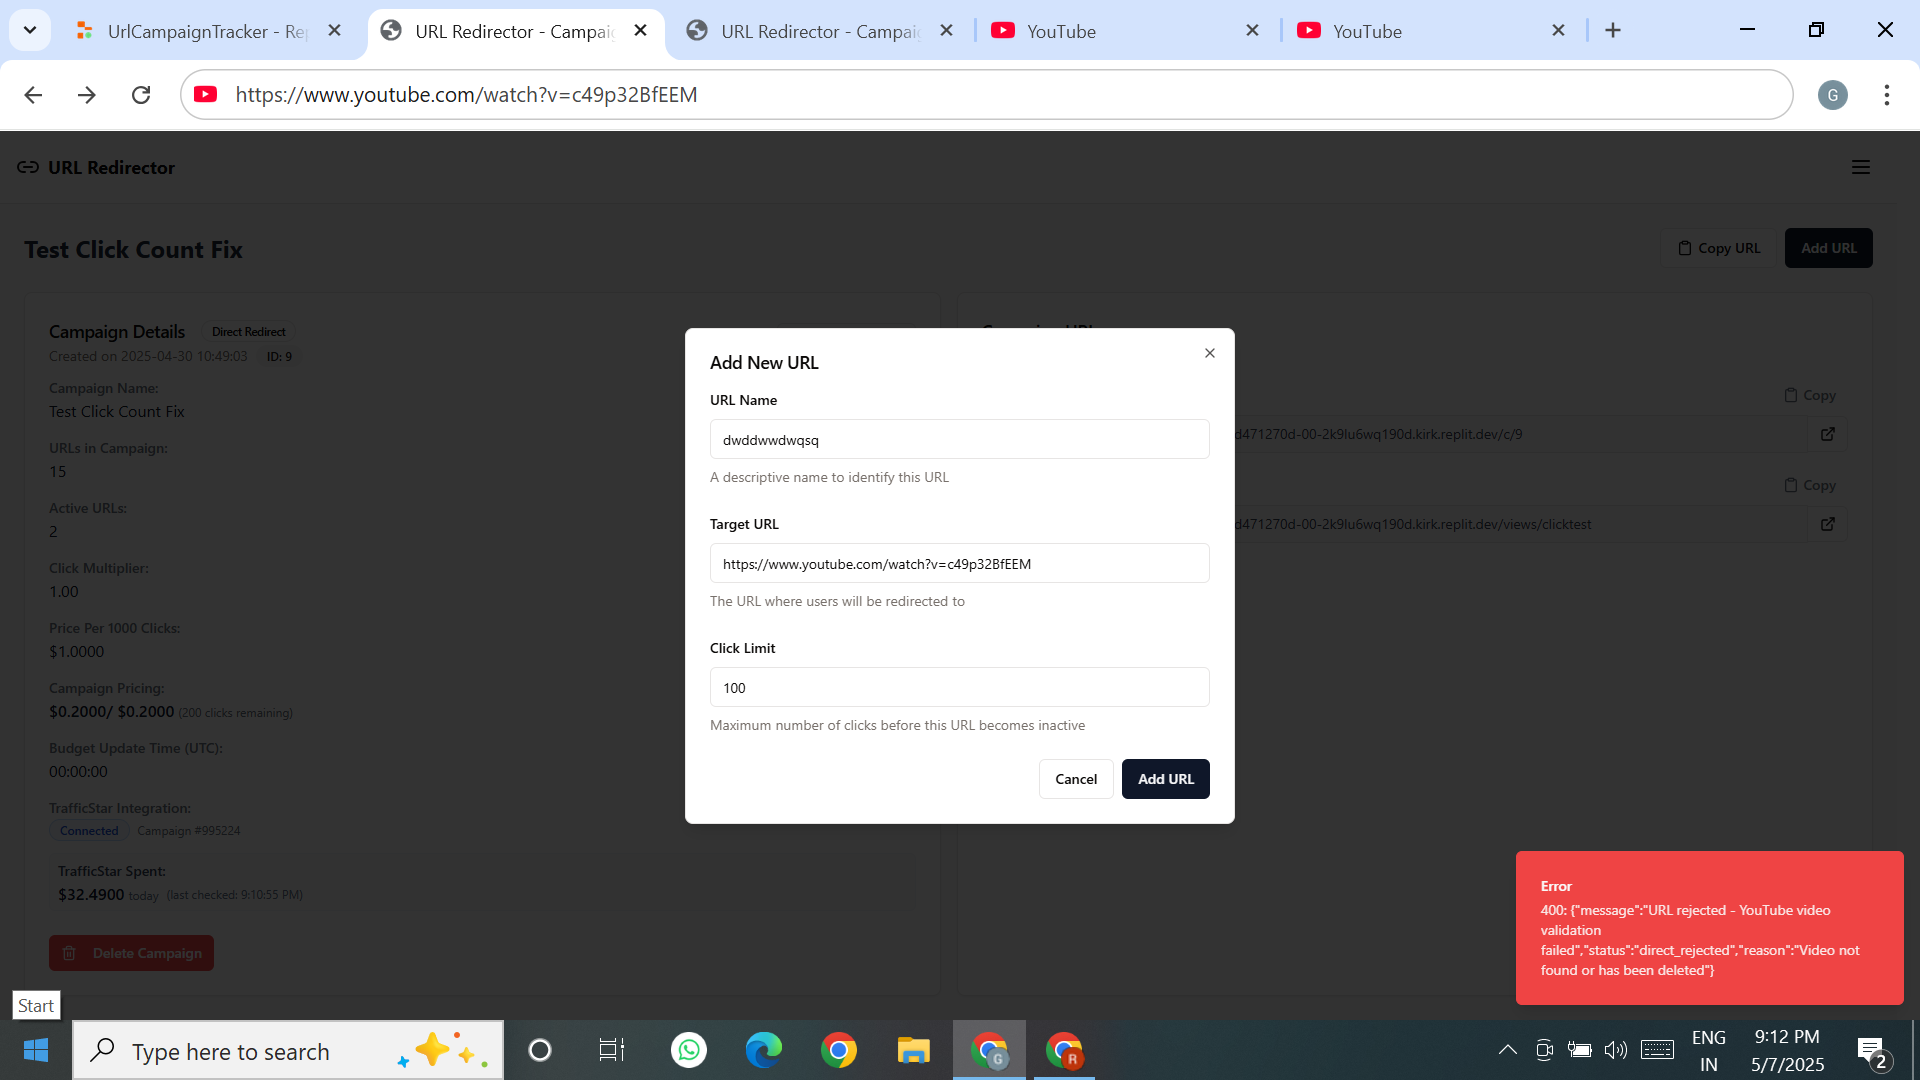 UrlCampaignTracker - Re
URL Redirector - Campai
URL Redirector - Campai
YouTube
YouTube
https://www.youtube.com/watch?v=c49p32BfEEM
G
URL Redirector
Test Click Count Fix
Copy URL
Add URL
Campaign Details
Direct Redirect
Created on 2025-04-30 10:49:03
ID: 9
Campaign Name:
Test Click Count Fix
URLs in Campaign:
15
Active URLs:
2
Click Multiplier:
1.00
Price Per 1000 Clicks:
$1.0000
Campaign Pricing:
$0.2000/ $0.2000 (200 clicks remaining)
Budget Update Time (UTC):
00:00:00
TrafficStar Integration:
Connected
Campaign #995224
TrafficStar Spent:
$32.4900 today (last checked: 9:10:55 PM)
Delete Campaign
Copy
d471270d-00-2k9lu6wq190d.kirk.replit.dev/c/9
Copy
d471270d-00-2k9lu6wq190d.kirk.replit.dev/views/clicktest
Add New URL
URL Name
dwddwwdwqsq
A descriptive name to identify this URL
Target URL
https://www.youtube.com/watch?v=c49p32BfEEM
The URL where users will be redirected to
Click Limit
100
Maximum number of clicks before this URL becomes inactive
Cancel
Add URL
Error
400: {"message":"URL rejected - YouTube video
validation
failed","status":"direct_rejected","reason":"Video not
found or has been deleted"}
Start
Type here to search
G
R
ENG
IN
9:12 PM
5/7/2025
2